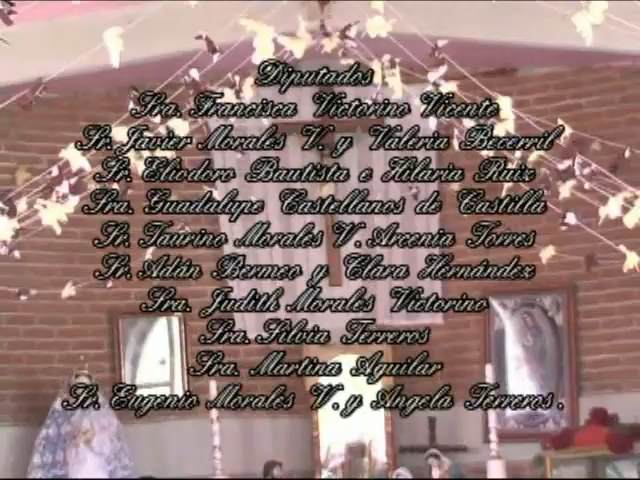 Diputados
Sra. Francisca Victorino Vicente
Sr. Javier Morales V. y Valeria Becerril
Sr. Eliodoro Bautista e Hilaria Ruiz
Sra. Guadalupe Castellanos de Castilla
Sr. Taurino Morales V. Arcenia Torres
Sr. Adán Bermeo y Clara Hernández
Sra. Judith Morales Victorino
Sra. Silvia Terreros
Sra. Martina Aguilar
Sr. Eugenio Morales V. y Angela Terreros.